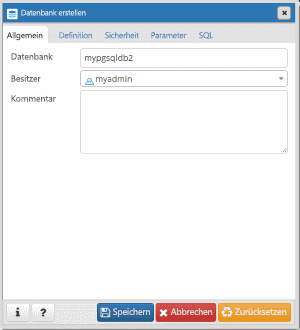 Datenbank erstellen
Allgemein Definition Sicherheit Parameter SQL
Datenbank mypgsqldb2
Besitzer myadmin
Kommentar
i ? Speichern Abbrechen Zurücksetzen